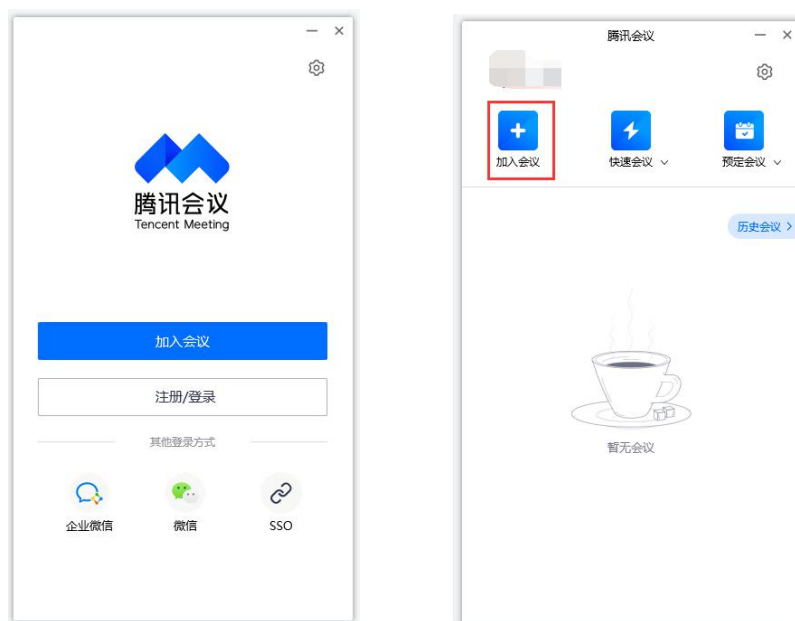 腾讯会议
Tencent Meeting
加入会议
注册/登录
其他登录方式
企业微信
微信
SSO
腾讯会议
加入会议
快速会议
预定会议
历史会议
暂无会议